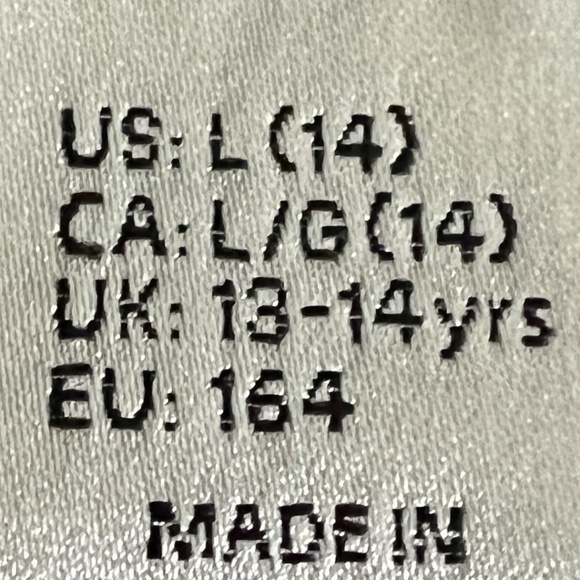 US: L (14)
CA: L/G (14)
UK: 13-14yrs
EU: 164
MADE IN